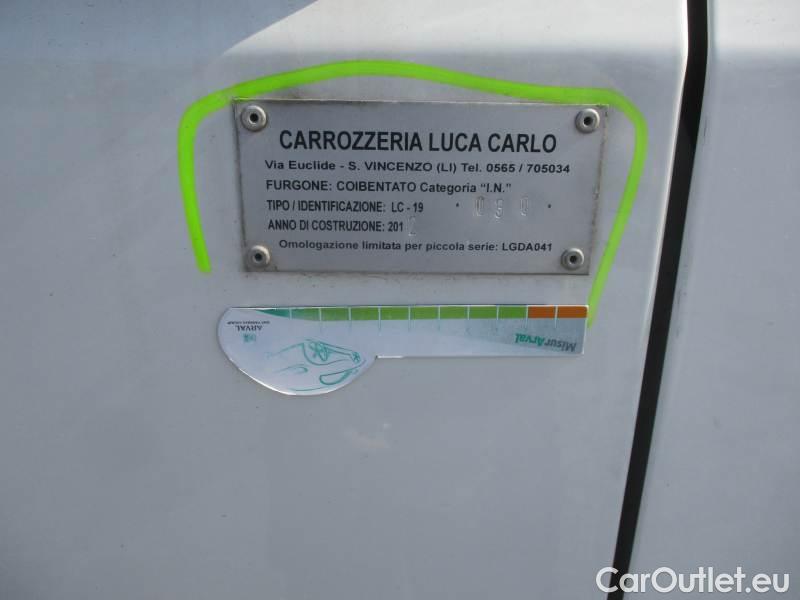 CARROZZERIA LUCA CARLO
Via Euclide - S. VINCENZO (LI) Tel. 0565 / 705034
FURGONE: COIBENTATO Categoria "I.N."
TIPO / IDENTIFICAZIONE: LC - 19 * 090 *
ANNO DI COSTRUZIONE: 2012
Omologazione limitata per piccola serie: LGDA041
MisurArval
ARVAL
CarOutlet.eu